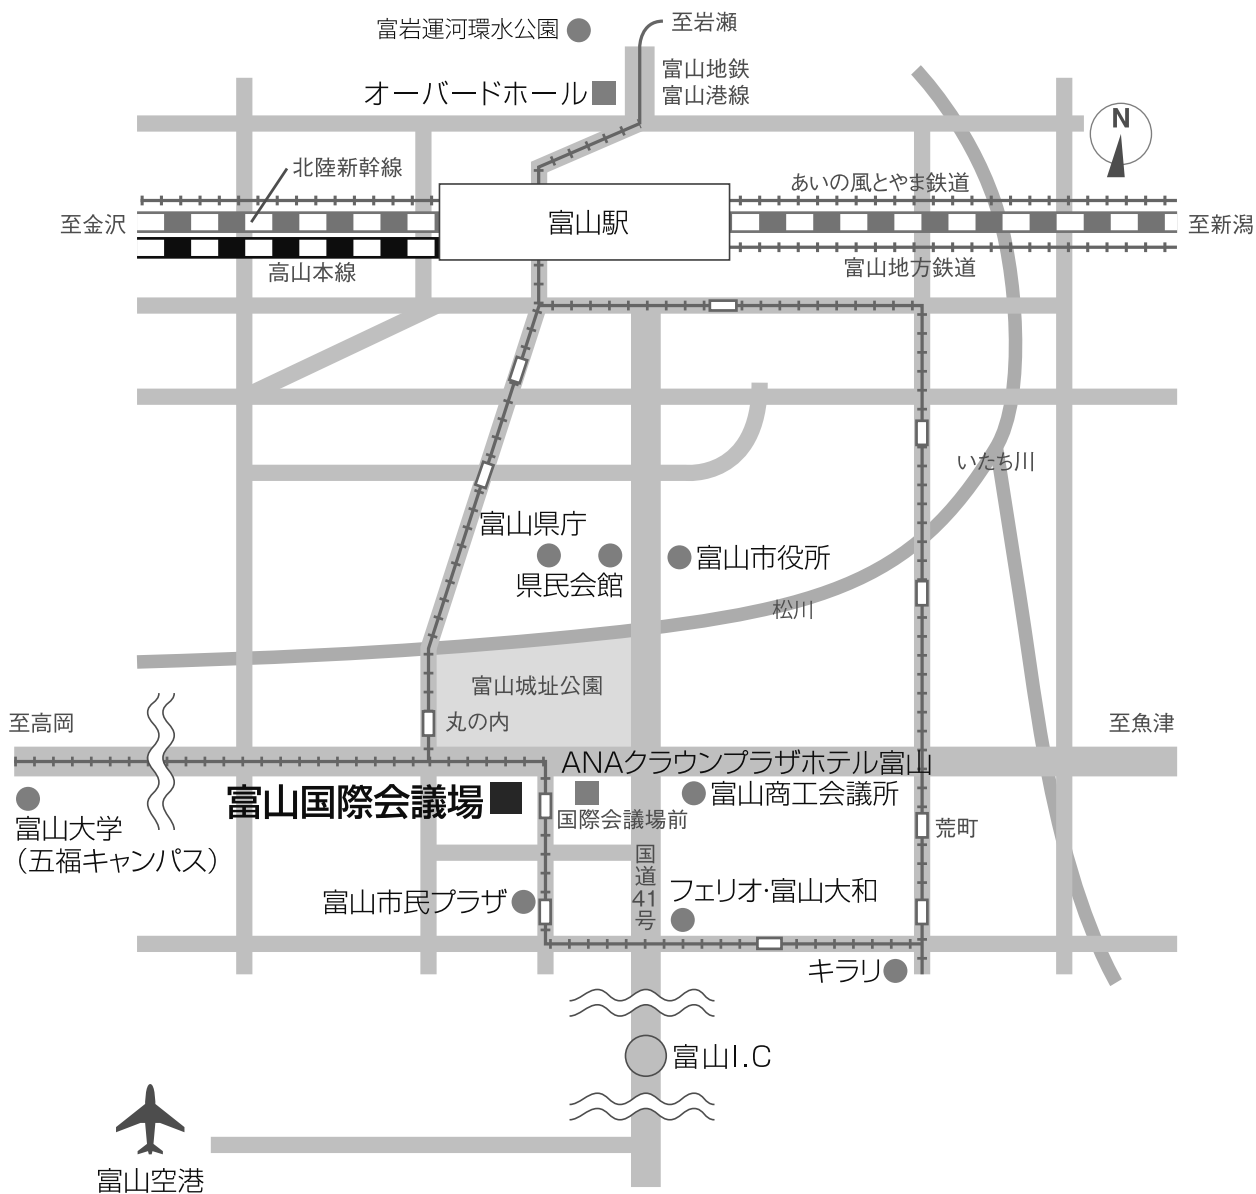 至岩瀬
富岩運河環水公園
富山地鉄
富山港線
オーバードホール
N
北陸新幹線
あいの風とやま鉄道
至金沢
富山駅
至新潟
高山本線
富山地方鉄道
いたち川
富山県庁
県民会館
富山市役所
松川
富山城址公園
丸の内
至高岡
至魚津
ANAクラウンプラザホテル富山
富山国際会議場
富山商工会議所
国際会議場前
荒町
富山大学
（五福キャンパス）
国道41号
フェリオ・富山大和
富山市民プラザ
キラリ
富山I.C
富山空港